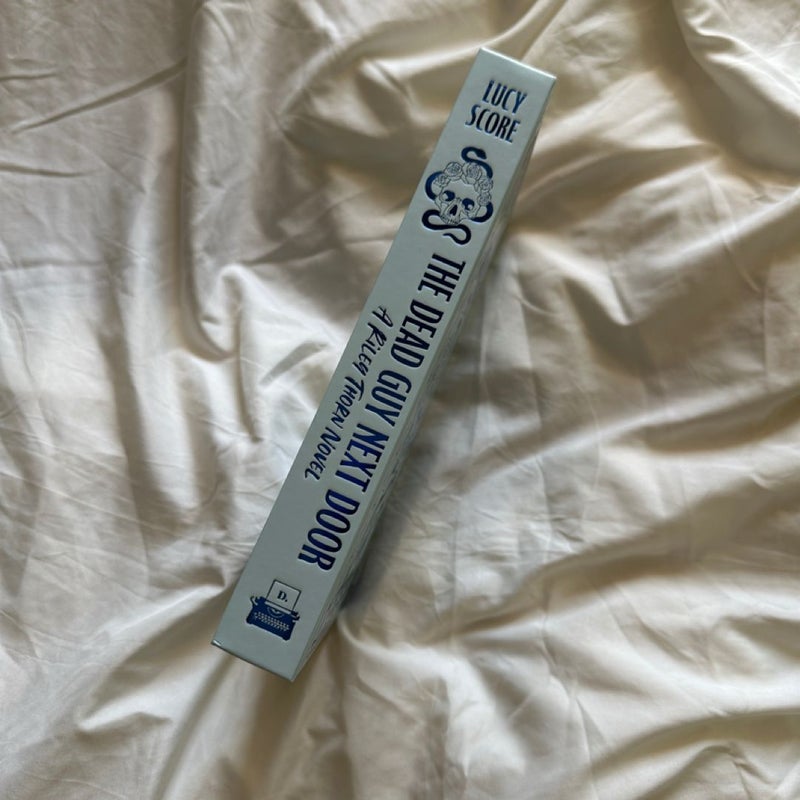 LUCY
SCORE
THE DEAD GUY NEXT DOOR
A RILEY THORN NOVEL
D.